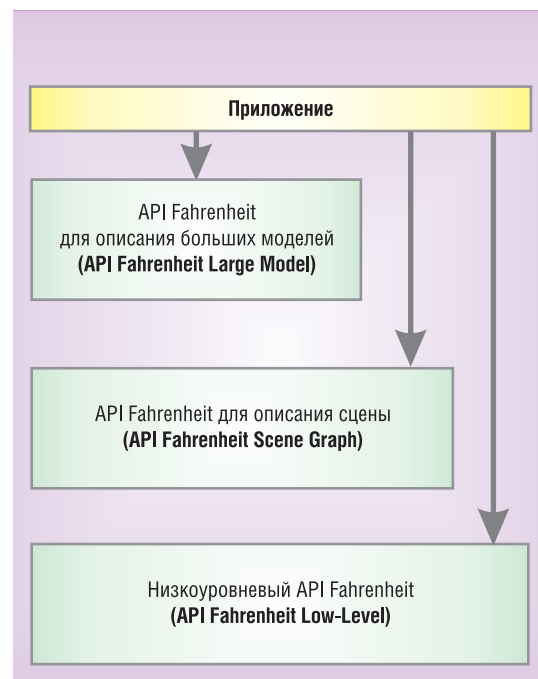 Приложение
API Fahrenheit
для описания больших моделей
(API Fahrenheit Large Model)
API Fahrenheit для описания сцены
(API Fahrenheit Scene Graph)
Низкоуровневый API Fahrenheit
(API Fahrenheit Low-Level)